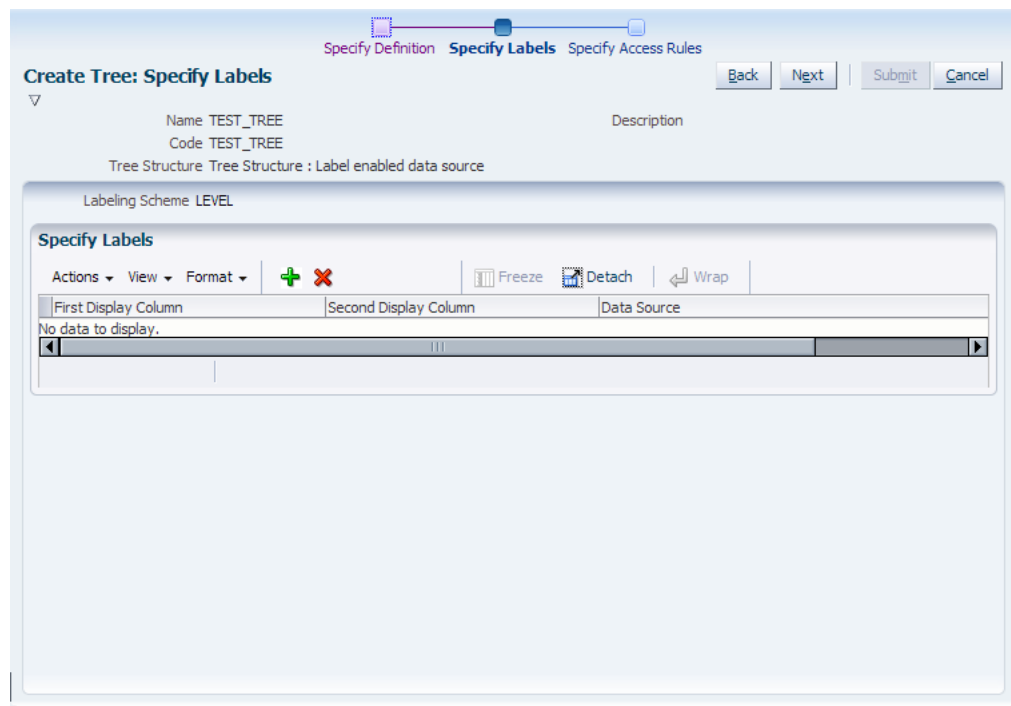 Specify Definition Specify Labels Specify Access Rules
Create Tree: Specify Labels Back Next Submit Cancel
Name TEST_TREE Description
Code TEST_TREE
Tree Structure Tree Structure : Label enabled data source
Labeling Scheme LEVEL
Specify Labels
Actions View Format Freeze Detach Wrap
First Display Column Second Display Column Data Source
No data to display.